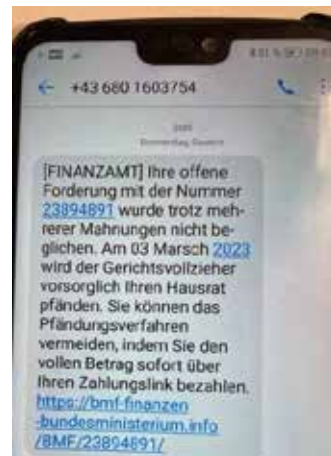 +43 680 1603754
[FINANZAMT] Ihre offene
Forderung mit der Nummer
23894891 wurde trotz meh-
rerer Mahnungen nicht be-
glichen. Am 03 Marsch 2023
wird der Gerichtsvollzieher
vorsorglich Ihren Hausrat
pfänden. Sie können das
Pfändungsverfahren
vermeiden, indem Sie den
vollen Betrag sofort über
Ihren Zahlungslink bezahlen.
https://bmf-finanzen
-bundesministerium.info
/BMF/23894891/